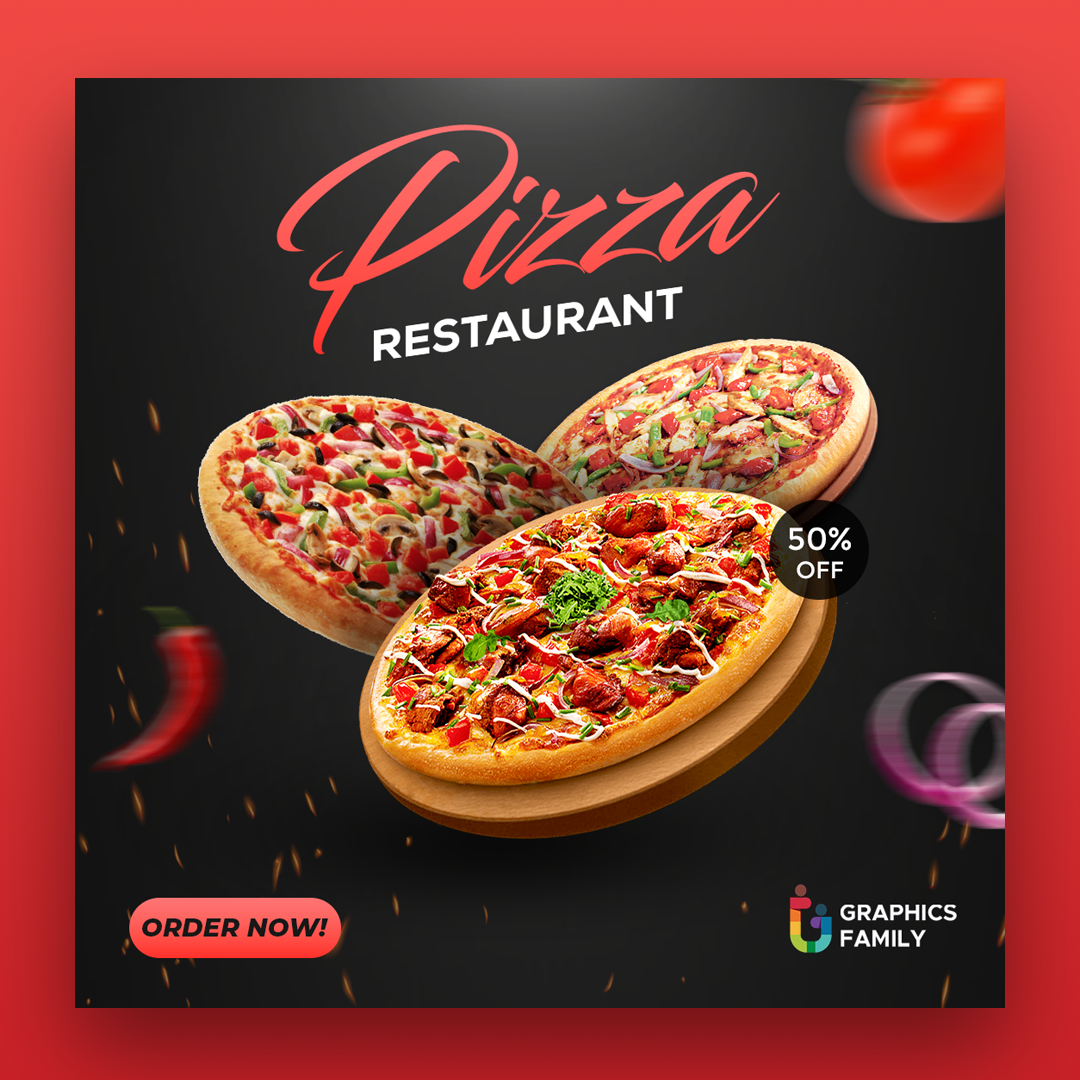 Pizza
RESTAURANT
50%
OFF
ORDER NOW!
GRAPHICS
FAMILY